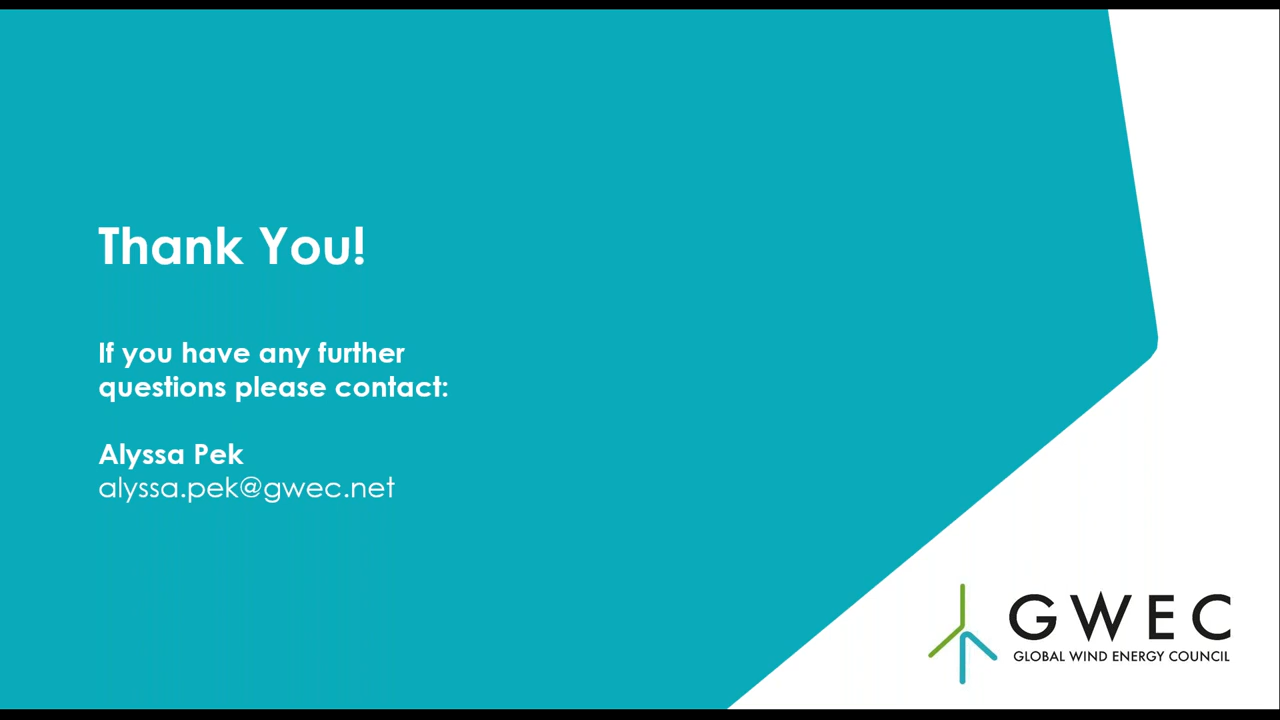 Thank You!
If you have any further
questions please contact:
Alyssa Pek
alyssa.pek@gwec.net
GWEC
GLOBAL WIND ENERGY COUNCIL